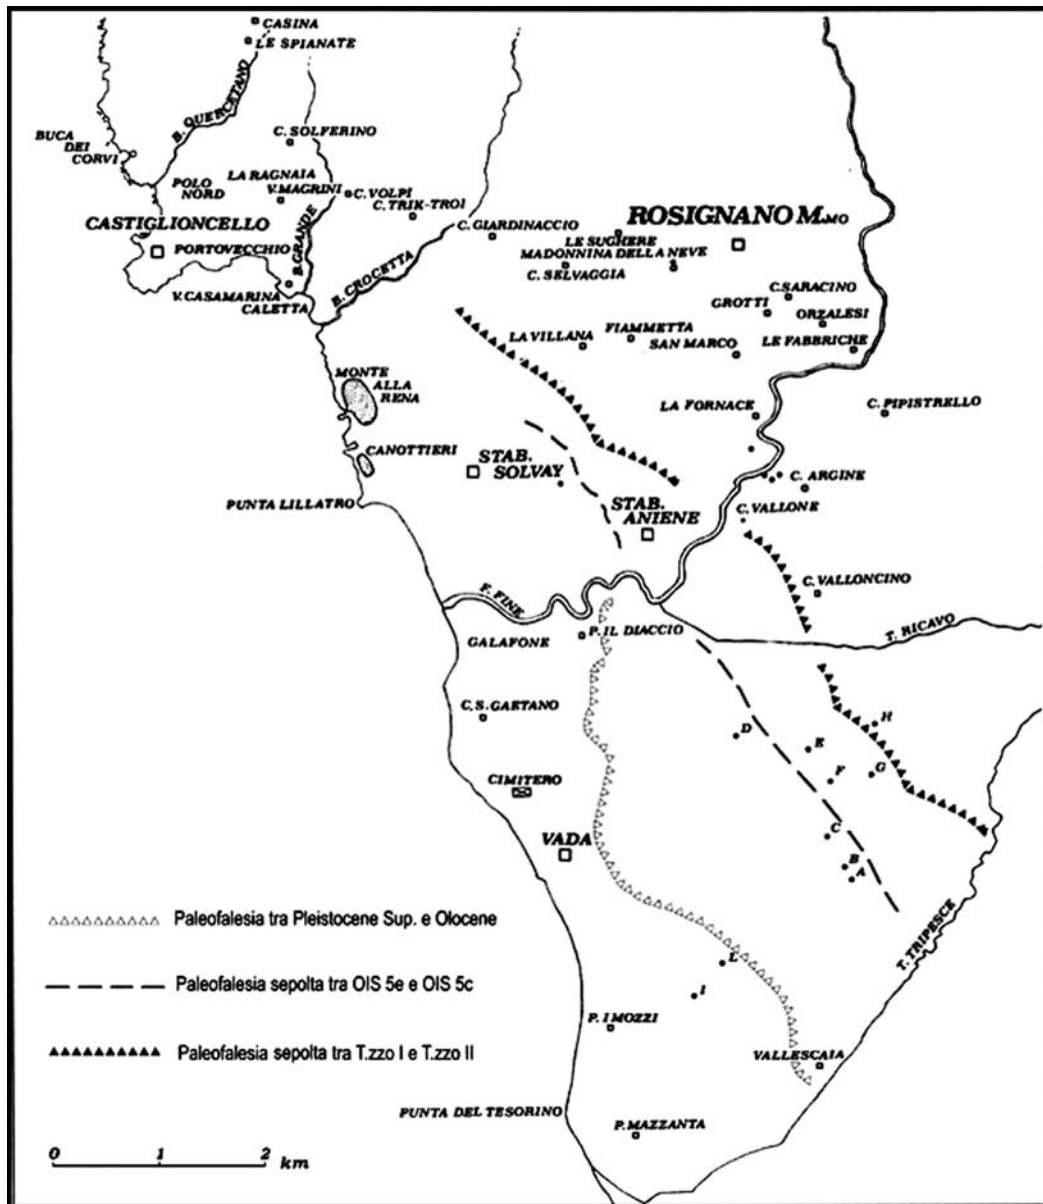 CASINA
LE SPIANATE
B. QUERCETANO
BUCA
DEI
CORVI
C. SOLFERINO
LA RAGNAIA
POLO
NORD
V. MAGRINI
C. VOLPI
C. TRIK-TROI
CASTIGLIONCELLO
PORTOVECCHIO
B. GRANDE
V. CASAMARINA
CALETTA
B. CROCETTA
C. GIARDINACCIO
ROSIGNANO M.MO
LE SUGHERE
MADONNINA DELLA NEVE
C. SELVAGGIA
C. SARACINO
GROTTI
ORZALESI
LA VILLANA
FIAMMETTA
SAN MARCO
LE FABBRICHE
MONTE
ALLA
RENA
LA FORNACE
C. PIPISTRELLO
CANOTTIERI
STAB.
SOLVAY
C. ARGINE
PUNTA LILLATRO
STAB.
ANIENE
C. VALLONE
C. VALLONCINO
F. FINE
T. RICAVO
GALAFONE
P. IL DIACCIO
C. S. GAETANO
D
H
E
CIMITERO
F
G
C
VADA
B
A
Paleofalesia tra Pleistocene Sup. e Olocene
T. TRIPESCE
L
Paleofalesia sepolta tra OIS 5e e OIS 5c
I
P. I MOZZI
Paleofalesia sepolta tra T.zzo I e T.zzo II
VALLESCAIA
PUNTA DEL TESORINO
P. MAZZANTA
0 1 2 km